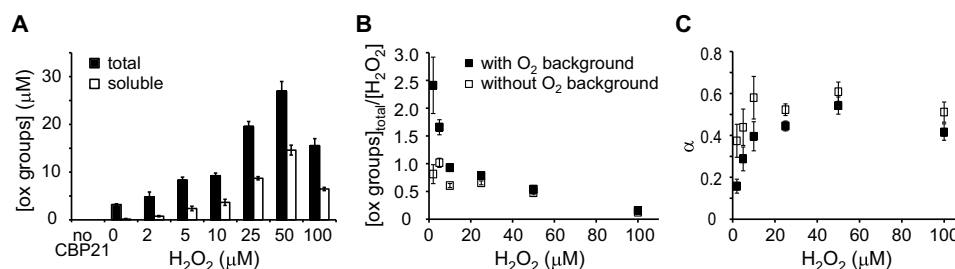 A
[ox groups] (μM)
30
20
10
0
total
soluble
no
CBP21
0 2 5 10 25 50 100
H₂O₂ (μM)
B
[ox groups]total/[H₂O₂]
3.0
2.5
2.0
1.5
1.0
0.5
0
with O₂ background
without O₂ background
0 20 40 60 80 100
H₂O₂ (μM)
C
α
0.8
0.6
0.4
0.2
0
0 20 40 60 80 100
H₂O₂ (μM)